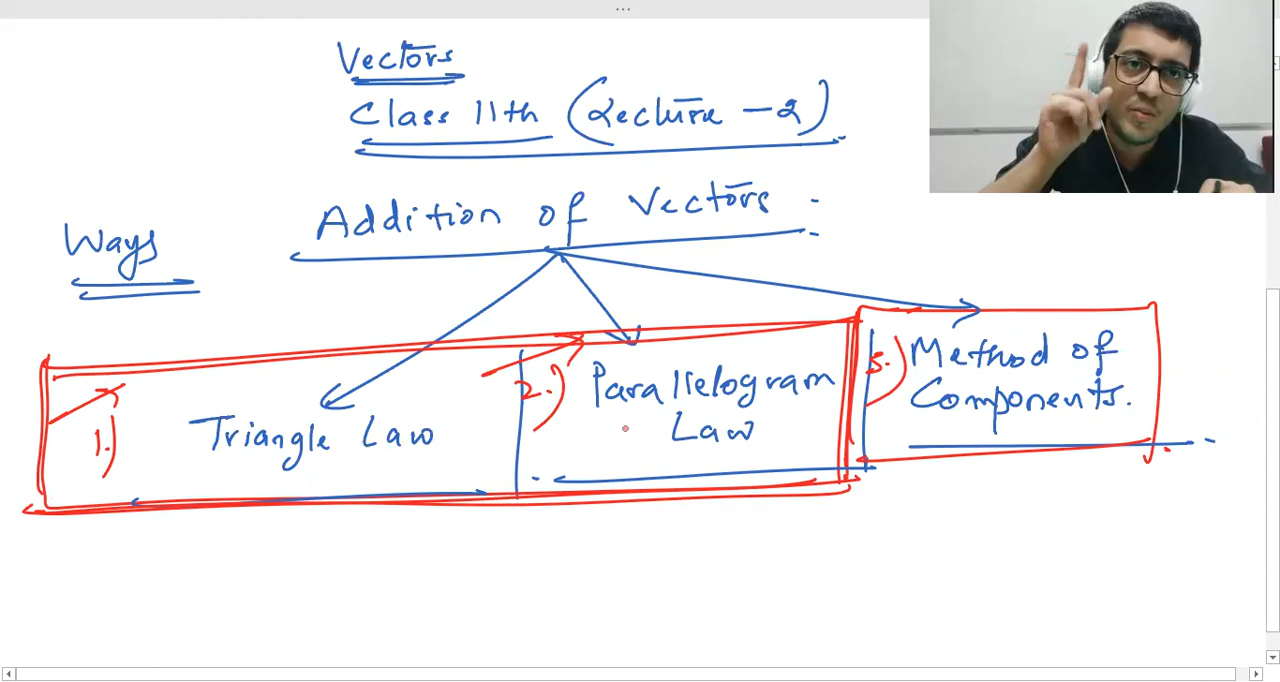 Vectors
Class 11th (Lecture -2)
Addition of Vectors :
Ways
1.) Triangle Law
2.) Parallelogram
Law
3.) Method of
Components.